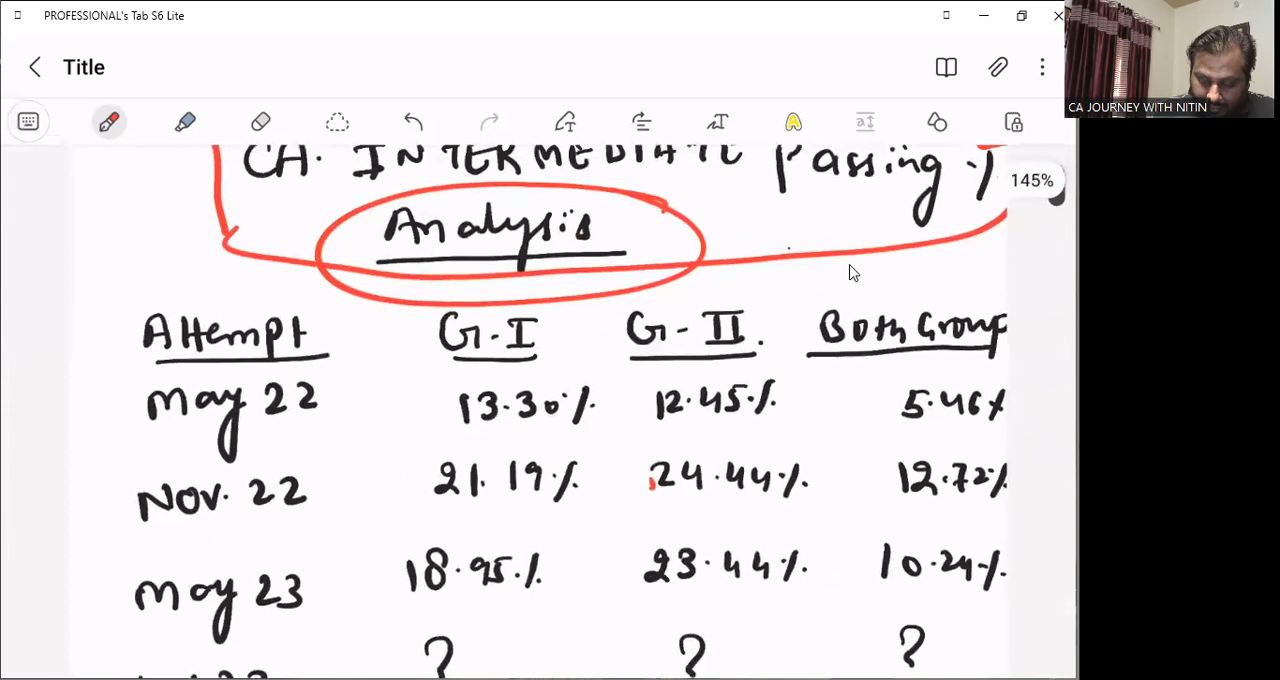 PROFESSIONAL's Tab S6 Lite
Title
CA JOURNEY WITH NITIN
145%
CA. INTERMEDIATE Passing %
Analysis
Attempt G-I G-II. Both Group
May 22 13.30% 12.45% 5.46%
Nov. 22 21.19% 24.44% 12.72%
May 23 18.95% 23.44% 10.24%
? ? ?